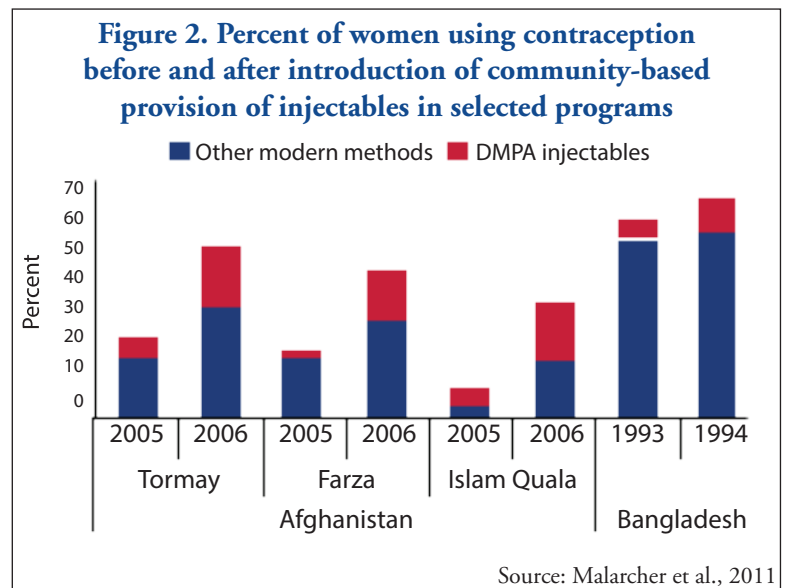 Figure 2. Percent of women using contraception
before and after introduction of community-based
provision of injectables in selected programs
Other modern methods DMPA injectables
Percent
70
60
50
40
30
20
10
0
2005 2006 2005 2006 2005 2006 1993 1994
Tormay Farza Islam Quala
Afghanistan Bangladesh
Source: Malarcher et al., 2011